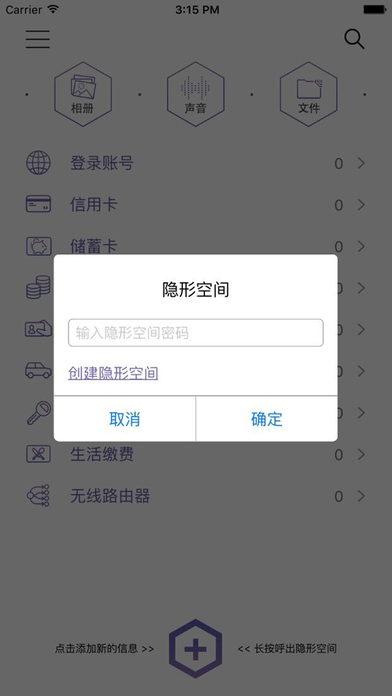 Carrier 3:15 PM
相册 声音 文件
登录账号 0
信用卡 0
储蓄卡 0
隐形空间
0
输入隐形空间密码
0
创建隐形空间
0
取消 确定
0
生活缴费 0
无线路由器 0
点击添加新的信息 >> << 长按呼出隐形空间